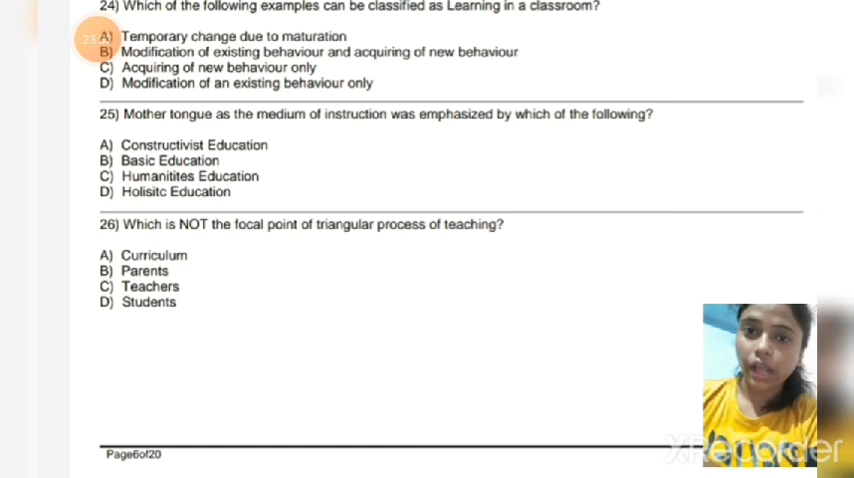 24) Which of the following examples can be classified as Learning in a classroom?
A) Temporary change due to maturation
B) Modification of existing behaviour and acquiring of new behaviour
C) Acquiring of new behaviour only
D) Modification of an existing behaviour only
25) Mother tongue as the medium of instruction was emphasized by which of the following?
A) Constructivist Education
B) Basic Education
C) Humanitites Education
D) Holisitc Education
26) Which is NOT the focal point of triangular process of teaching?
A) Curriculum
B) Parents
C) Teachers
D) Students
Page6of20
XRecorder